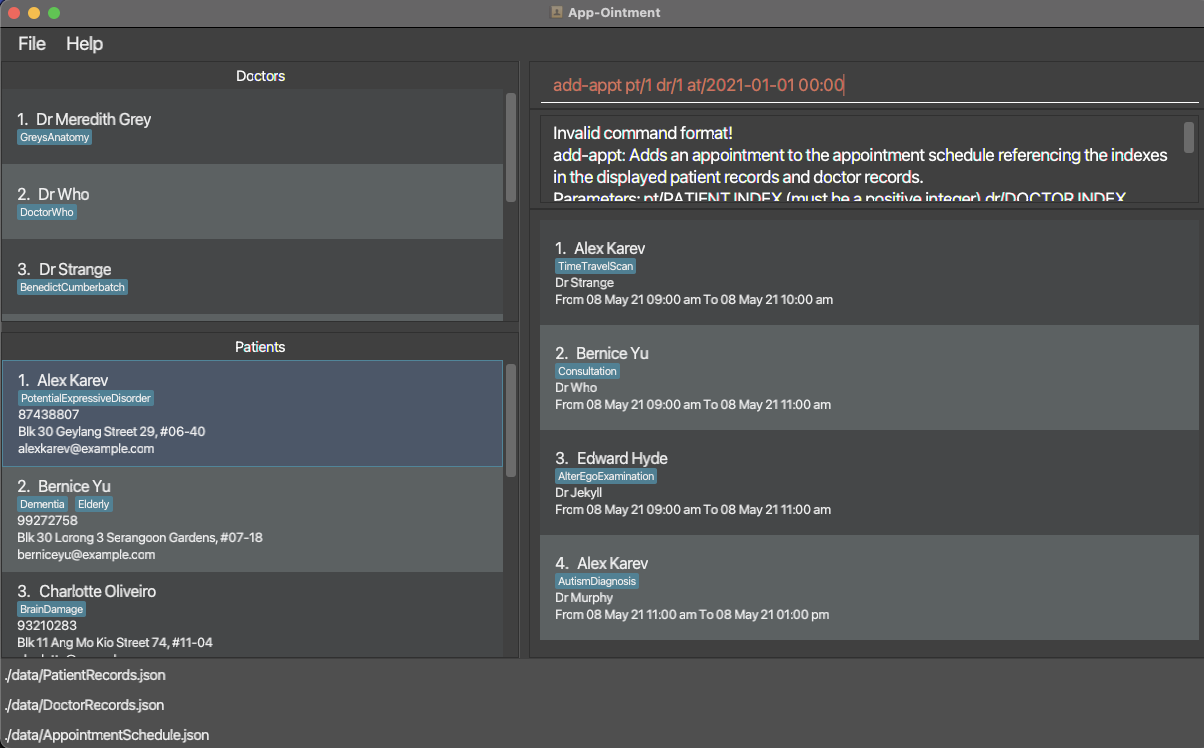 App-Ointment
File Help
Doctors
1. Dr Meredith Grey
GreysAnatomy
2. Dr Who
DoctorWho
3. Dr Strange
BenedictCumberbatch
Patients
1. Alex Karev
PotentialExpressiveDisorder
87438807
Blk 30 Geylang Street 29, #06-40
alexkarev@example.com
2. Bernice Yu
Dementia Elderly
99272758
Blk 30 Lorong 3 Serangoon Gardens, #07-18
berniceyu@example.com
3. Charlotte Oliveiro
BrainDamage
93210283
Blk 11 Ang Mo Kio Street 74, #11-04
add-appt pt/1 dr/1 at/2021-01-01 00:00
Invalid command format!
add-appt: Adds an appointment to the appointment schedule referencing the indexes
in the displayed patient records and doctor records.
Parameters: pt/PATIENT INDEX (must be a positive integer) dr/DOCTOR INDEX
1. Alex Karev
TimeTravelScan
Dr Strange
From 08 May 21 09:00 am To 08 May 21 10:00 am
2. Bernice Yu
Consultation
Dr Who
From 08 May 21 09:00 am To 08 May 21 11:00 am
3. Edward Hyde
AlterEgoExamination
Dr Jekyll
From 08 May 21 09:00 am To 08 May 21 11:00 am
4. Alex Karev
AutismDiagnosis
Dr Murphy
From 08 May 21 11:00 am To 08 May 21 01:00 pm
./data/PatientRecords.json
./data/DoctorRecords.json
./data/AppointmentSchedule.json